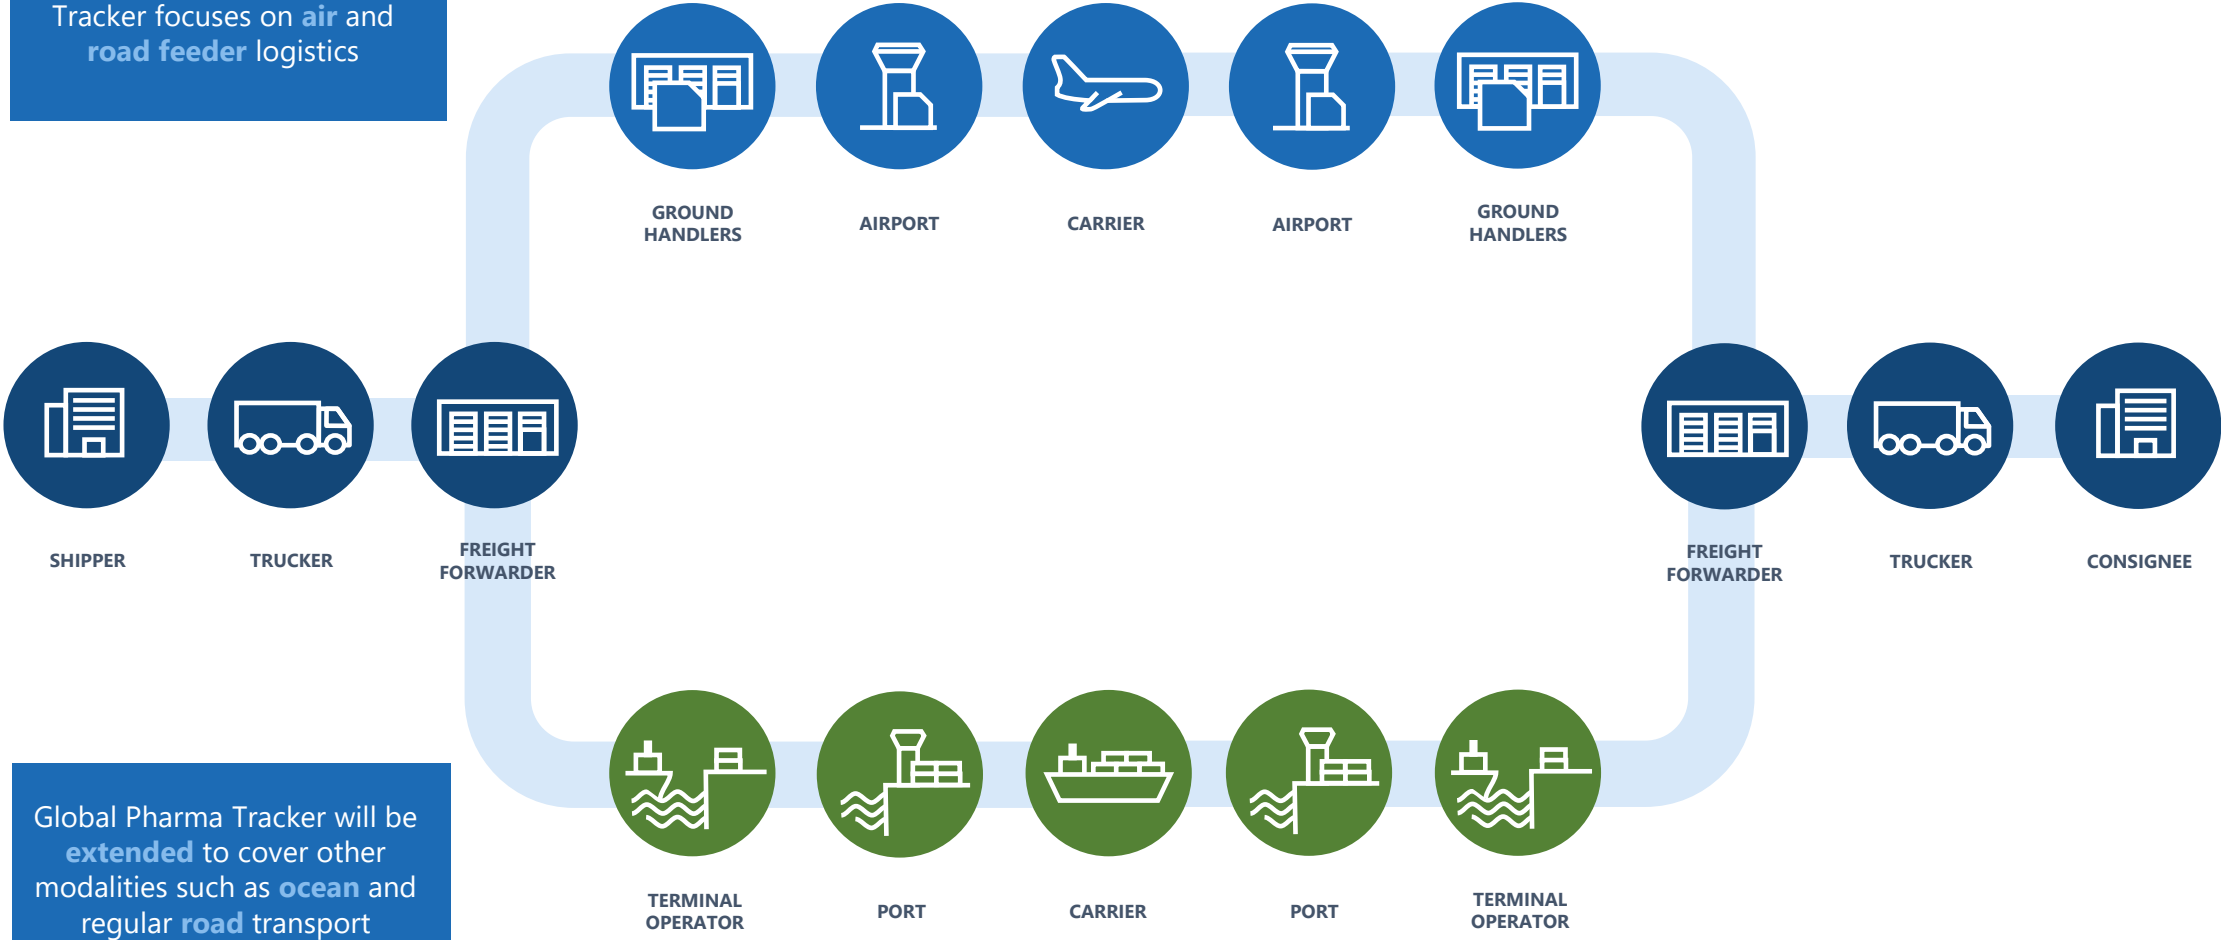 Tracker focuses on air and
road feeder logistics
GROUND
HANDLERS
AIRPORT
CARRIER
AIRPORT
GROUND
HANDLERS
SHIPPER
TRUCKER
FREIGHT
FORWARDER
FREIGHT
FORWARDER
TRUCKER
CONSIGNEE
Global Pharma Tracker will be
extended to cover other
modalities such as ocean and
regular road transport
TERMINAL
OPERATOR
PORT
CARRIER
PORT
TERMINAL
OPERATOR